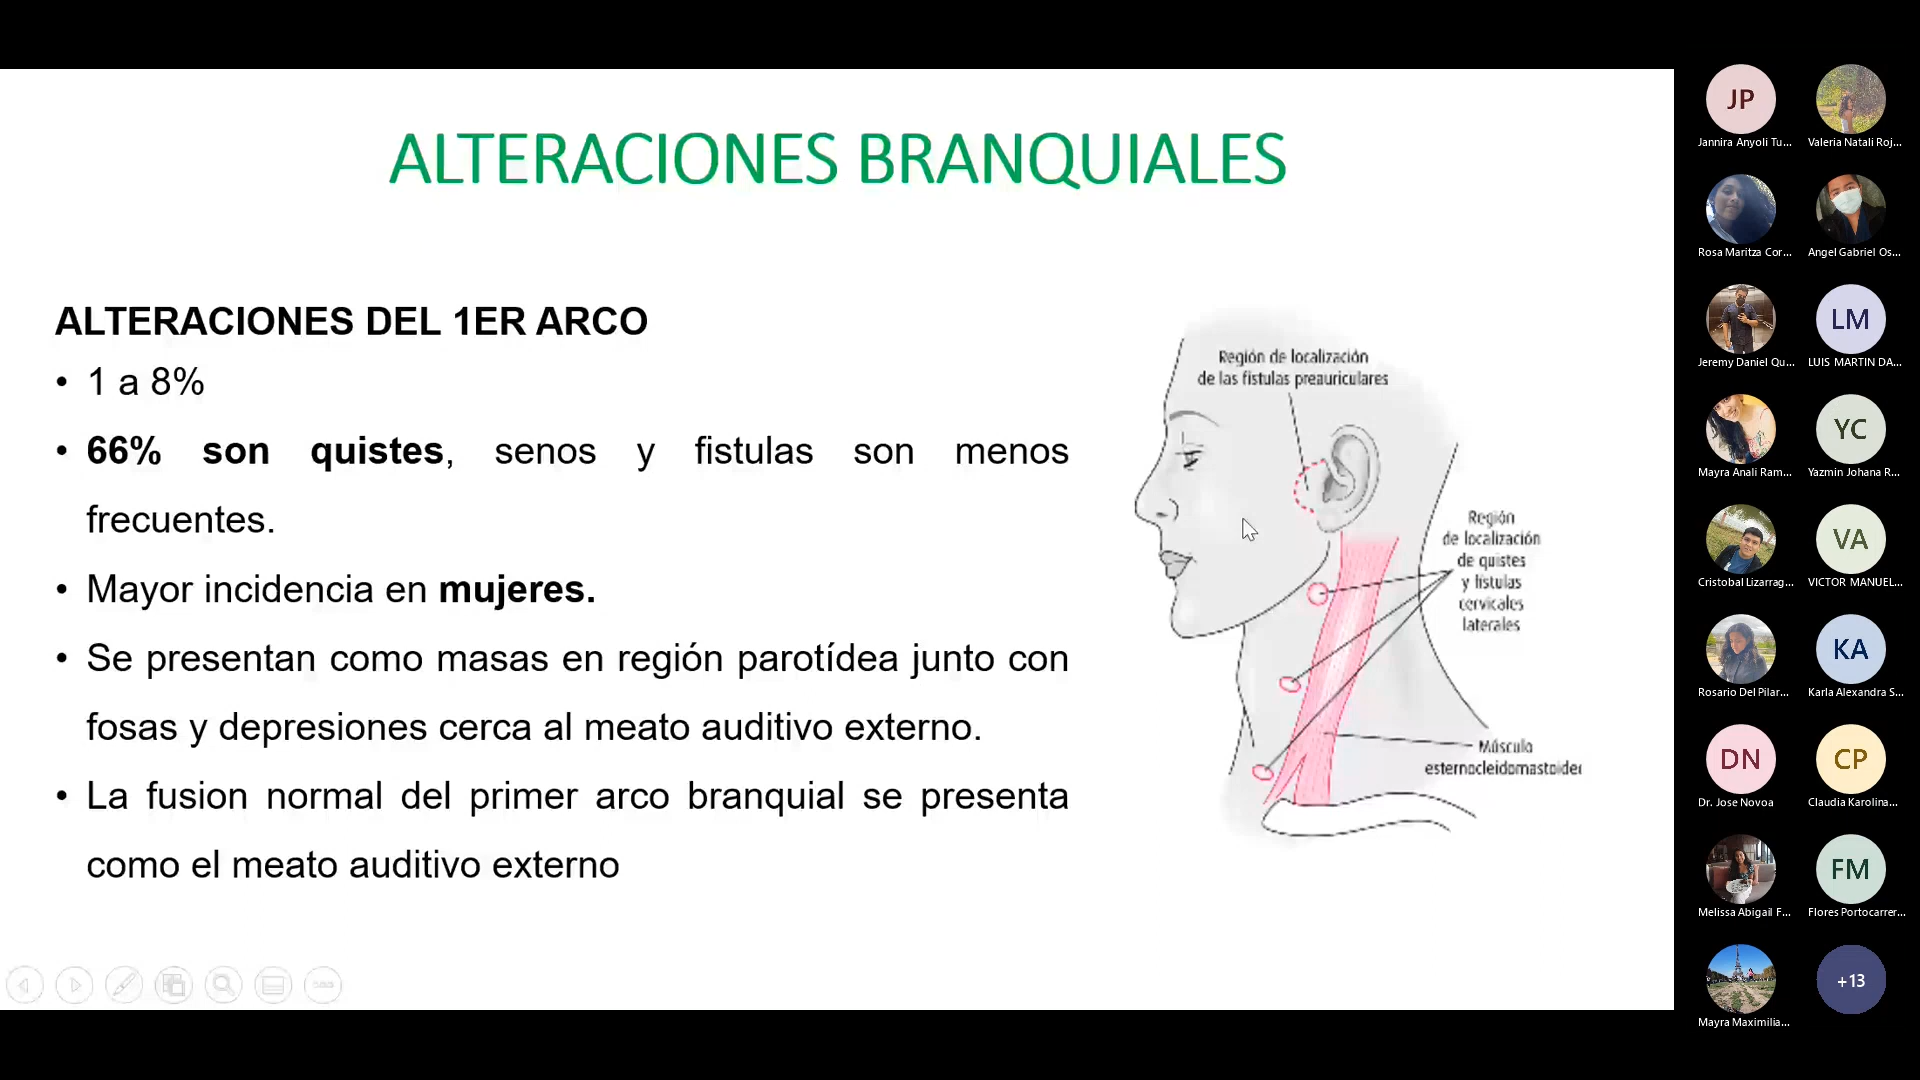 ALTERACIONES BRANQUIALES
ALTERACIONES DEL 1ER ARCO
• 1 a 8%
• 66% son quistes, senos y fistulas son menos
frecuentes.
• Mayor incidencia en mujeres.
• Se presentan como masas en región parotídea junto con
fosas y depresiones cerca al meato auditivo externo.
• La fusion normal del primer arco branquial se presenta
como el meato auditivo externo
Región de localización
de las fístulas preauriculares
Región
de localización
de quistes
y fístulas
cervicales
laterales
Músculo
esternocleidomastoide
JP
Jannira Anyoli Tu...
Valeria Natali Roj...
Rosa Maritza Cor...
Angel Gabriel Os...
Jeremy Daniel Qu...
LM
LUIS MARTIN DA...
Mayra Anali Ram...
YC
Yazmin Johana R...
Cristobal Lizarrag...
VA
VICTOR MANUEL...
Rosario Del Pilar...
KA
Karla Alexandra S...
DN
Dr. Jose Novoa
CP
Claudia Karolina...
Melissa Abigail F...
FM
Flores Portocarrer...
Mayra Maximilia...
+13